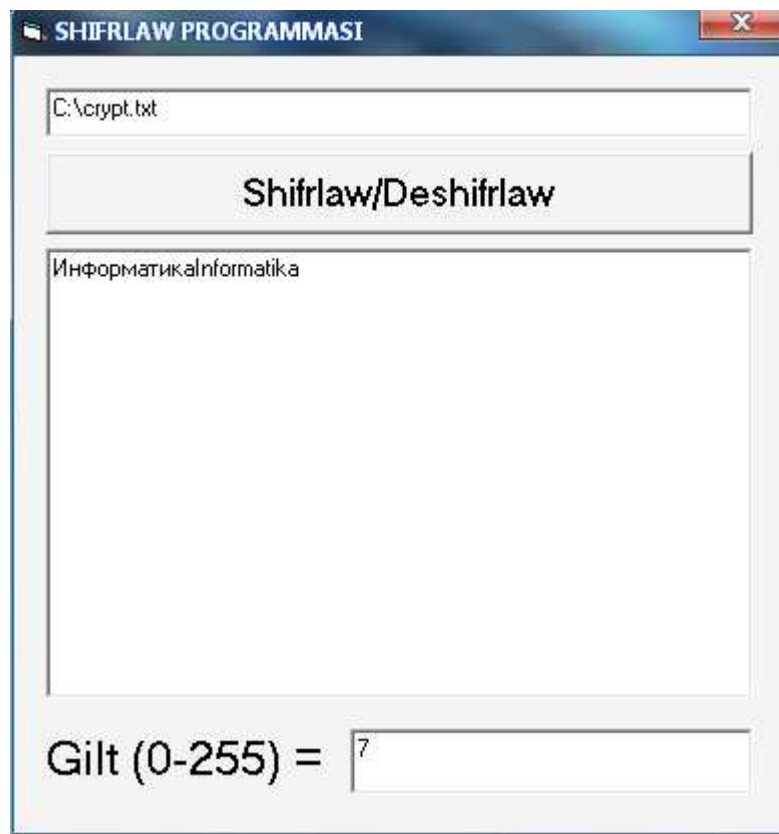 SHIFRLAW PROGRAMMASI
C:\crypt.txt
Shifrlaw/Deshifrlaw
ИнформатикаInformatika
Gilt (0-255) = 7